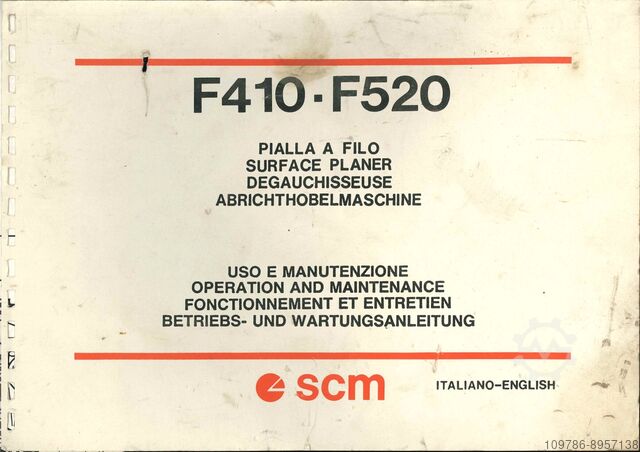 F410·F520
PIALLA A FILO
SURFACE PLANER
DEGAUCHISSEUSE
ABRICHTHOBELMASCHINE
USO E MANUTENZIONE
OPERATION AND MAINTENANCE
FONCTIONNEMENT ET ENTRETIEN
BETRIEBS- UND WARTUNGSANLEITUNG
scm
ITALIANO-ENGLISH
109786-8957138